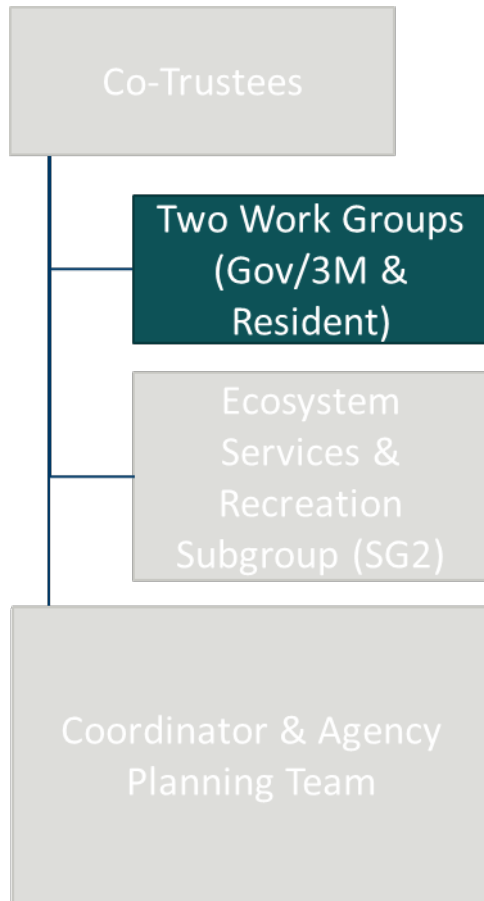 Co-Trustees
Two Work Groups
(Gov/3M &
Resident)
Ecosystem
Services &
Recreation
Subgroup (SG2)
Coordinator & Agency
Planning Team